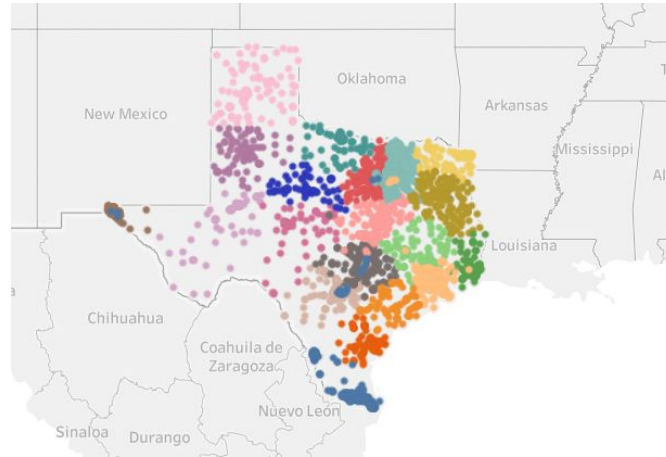 Oklahoma
New Mexico
Arkansas
Mississippi
Louisiana
Chihuahua
Coahuila de
Zaragoza
Nuevo León
Sinaloa
Durango